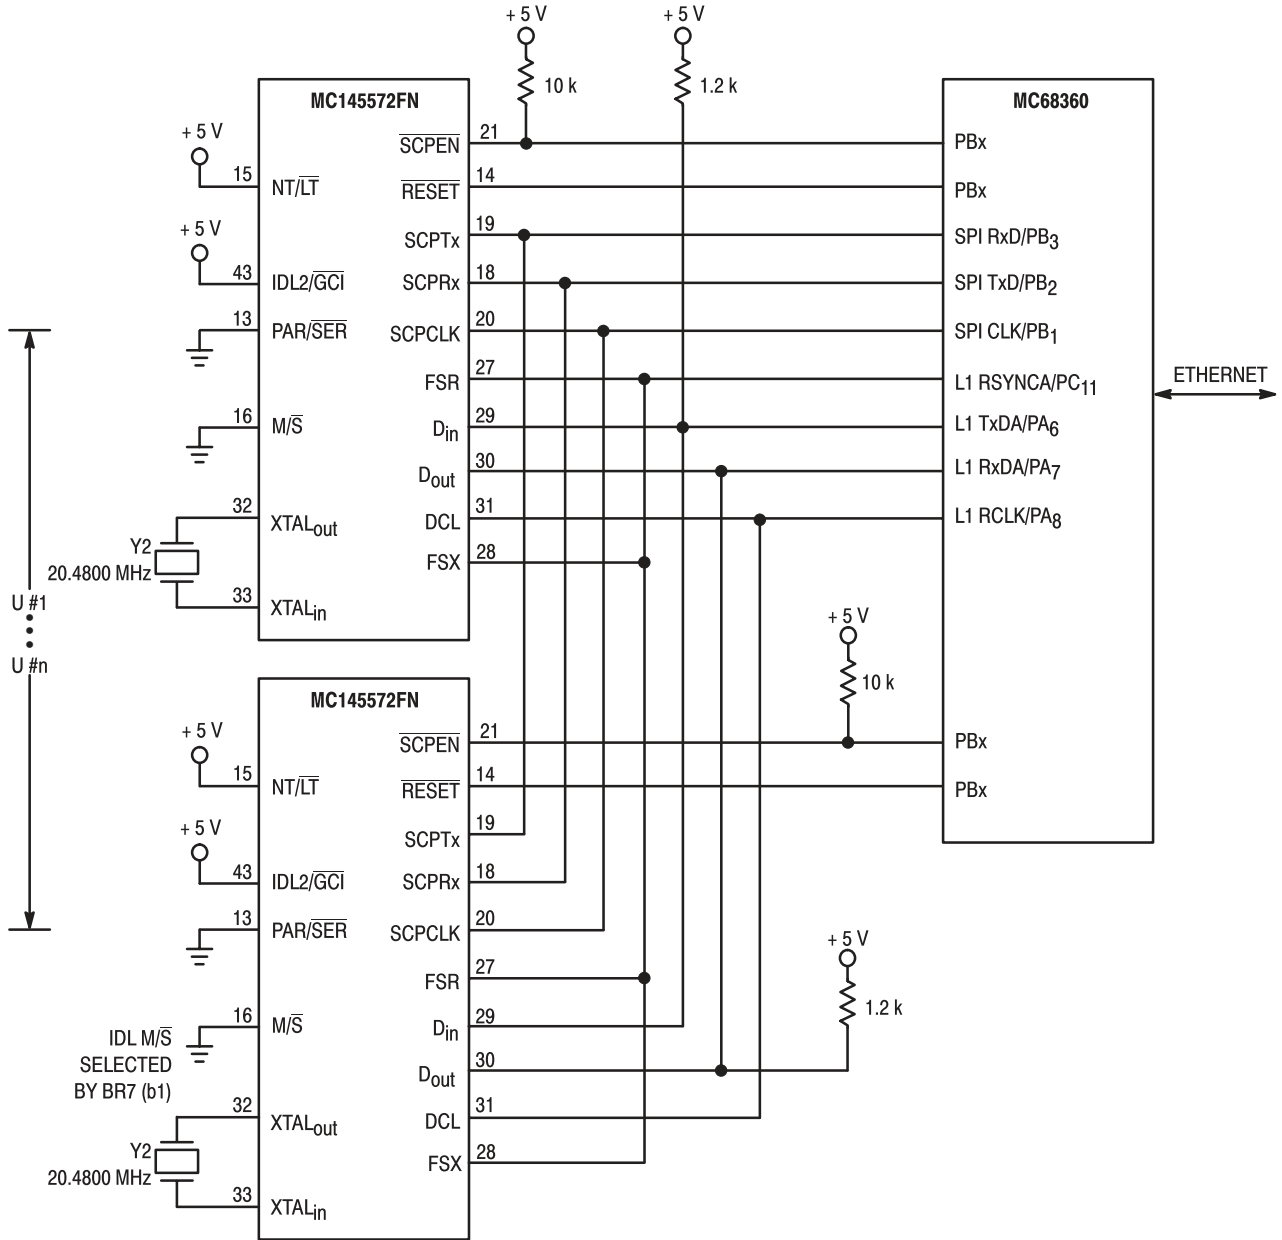 + 5 V
+ 5 V
10 k
1.2 k
MC145572FN
MC68360
+ 5 V
15
NT/LT
SCPEN
21
PBx
RESET
14
PBx
+ 5 V
SCPTx
19
SPI RxD/PB3
43
IDL2/GCI
SCPRx
18
SPI TxD/PB2
13
PAR/SER
SCPCLK
20
SPI CLK/PB1
FSR
27
L1 RSYNCA/PC11
ETHERNET
16
M/S
Din
29
L1 TxDA/PA6
Dout
30
L1 RxDA/PA7
32
XTALout
DCL
31
L1 RCLK/PA8
Y2
20.4800 MHz
FSX
28
33
XTALin
U #1
U #n
+ 5 V
10 k
MC145572FN
+ 5 V
15
NT/LT
SCPEN
21
PBx
RESET
14
PBx
+ 5 V
SCPTx
19
43
IDL2/GCI
SCPRx
18
13
PAR/SER
SCPCLK
20
+ 5 V
1.2 k
FSR
27
16
M/S
Din
29
IDL M/S
SELECTED
BY BR7 (b1)
Dout
30
32
XTALout
DCL
31
Y2
20.4800 MHz
FSX
28
33
XTALin